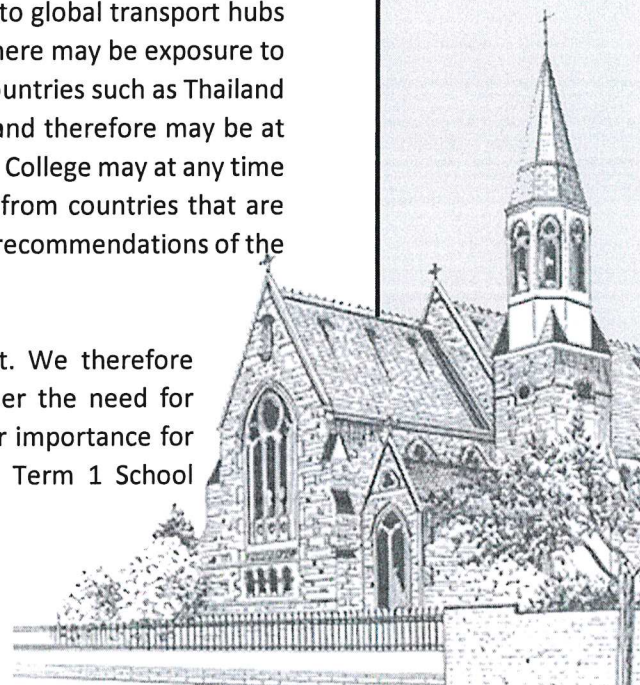 to global transport hubs
here may be exposure to
ountries such as Thailand
and therefore may be at
College may at any time
from countries that are
recommendations of the
t. We therefore
er the need for
r importance for
Term 1 School